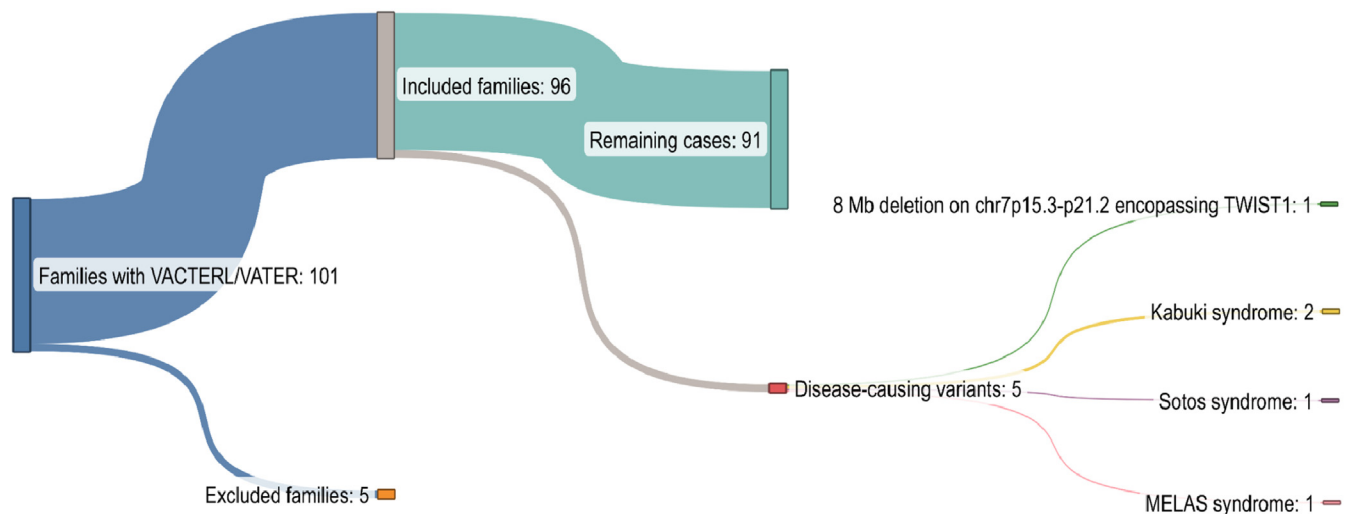 Included families: 96
Remaining cases: 91
8 Mb deletion on chr7p15.3-p21.2 encopassing TWIST1: 1
Families with VACTERL/VATER: 101
Kabuki syndrome: 2
Disease-causing variants: 5
Sotos syndrome: 1
Excluded families: 5
MELAS syndrome: 1